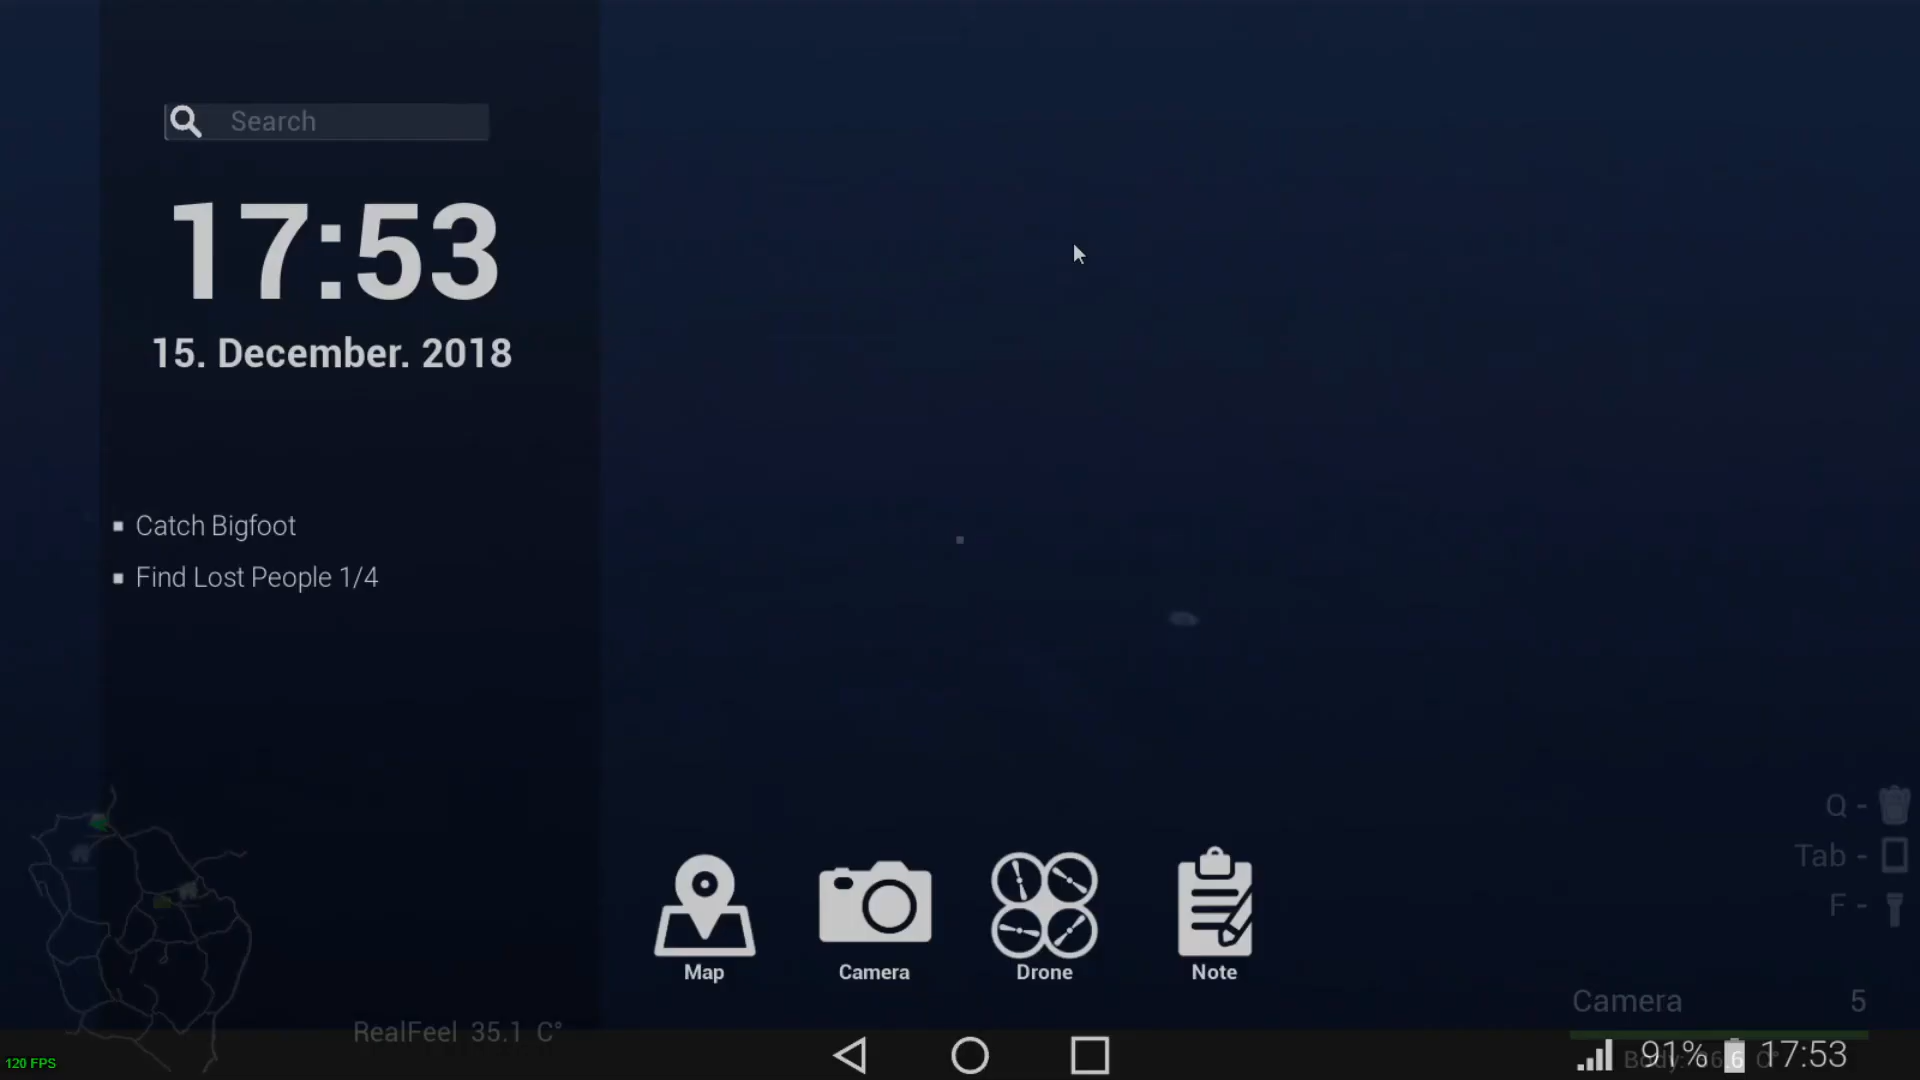 Search
17:53
15. December. 2018
Catch Bigfoot
Find Lost People 1/4
Q -
Tab -
F -
Map
Camera
Drone
Note
Camera 5
RealFeel 35.1 C°
120 FPS
91% 17:53